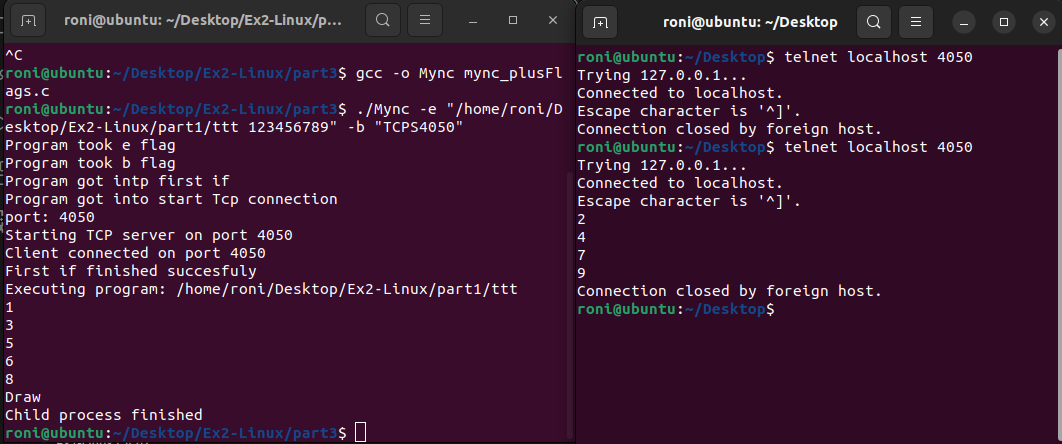 roni@ubuntu: ~/Desktop/Ex2-Linux/p...
^C
roni@ubuntu:~/Desktop/Ex2-Linux/part3$ gcc -o Mync mync_plusFl
ags.c
roni@ubuntu:~/Desktop/Ex2-Linux/part3$ ./Mync -e "/home/roni/D
esktop/Ex2-Linux/part1/ttt 123456789" -b "TCPS4050"
Program took e flag
Program took b flag
Program got intp first if
Program got into start Tcp connection
port: 4050
Starting TCP server on port 4050
Client connected on port 4050
First if finished succesfuly
Executing program: /home/roni/Desktop/Ex2-Linux/part1/ttt
1
3
5
6
8
Draw
Child process finished
roni@ubuntu:~/Desktop/Ex2-Linux/part3$
roni@ubuntu: ~/Desktop
roni@ubuntu:~/Desktop$ telnet localhost 4050
Trying 127.0.0.1...
Connected to localhost.
Escape character is '^]'.
Connection closed by foreign host.
roni@ubuntu:~/Desktop$ telnet localhost 4050
Trying 127.0.0.1...
Connected to localhost.
Escape character is '^]'.
2
4
7
9
Connection closed by foreign host.
roni@ubuntu:~/Desktop$